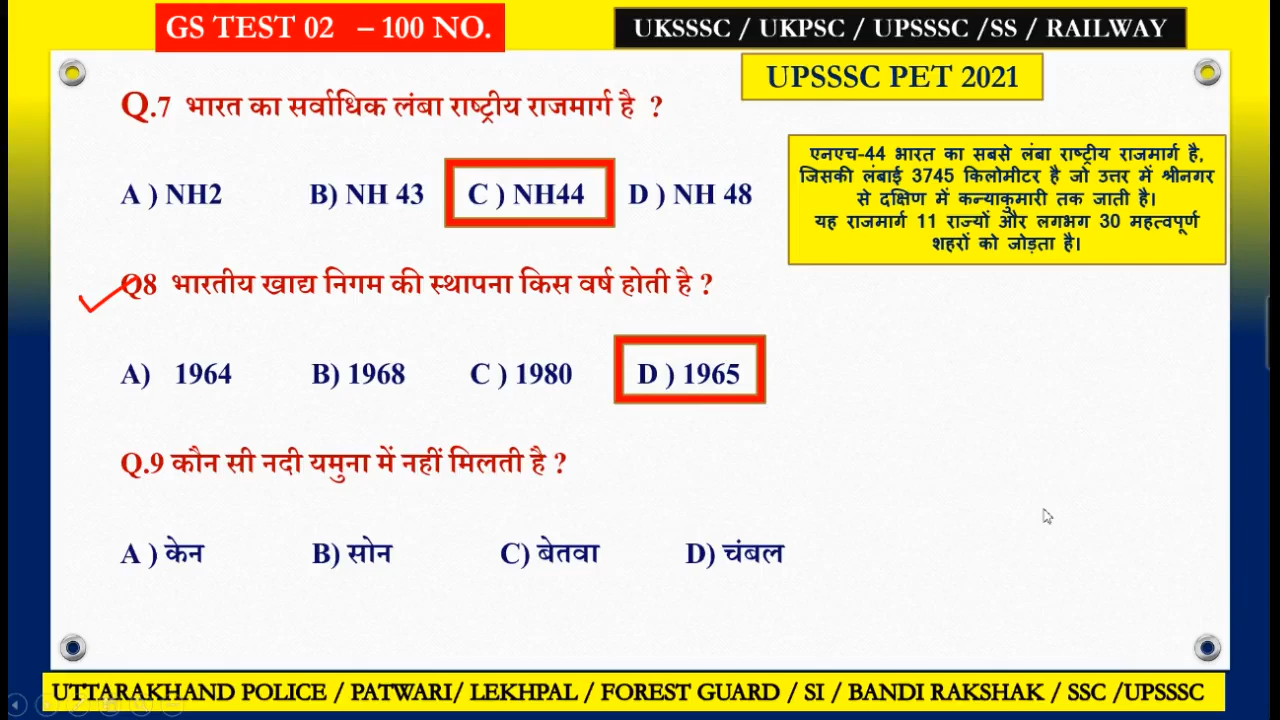 GS TEST 02 – 100 NO.
UKSSSC / UKPSC / UPSSSC /SS / RAILWAY
UPSSSC PET 2021
Q.7 भारत का सर्वाधिक लंबा राष्ट्रीय राजमार्ग है ?
A ) NH2 B) NH 43 C ) NH44 D ) NH 48
एनएच-44 भारत का सबसे लंबा राष्ट्रीय राजमार्ग है,
जिसकी लंबाई 3745 किलोमीटर है जो उत्तर में श्रीनगर
से दक्षिण में कन्याकुमारी तक जाती है।
यह राजमार्ग 11 राज्यों और लगभग 30 महत्वपूर्ण
शहरों को जोड़ता है।
Q8 भारतीय खाद्य निगम की स्थापना किस वर्ष होती है ?
A) 1964 B) 1968 C ) 1980 D ) 1965
Q.9 कौन सी नदी यमुना में नहीं मिलती है ?
A ) केन B) सोन C) बेतवा D) चंबल
UTTARAKHAND POLICE / PATWARI/ LEKHPAL / FOREST GUARD / SI / BANDI RAKSHAK / SSC /UPSSSC